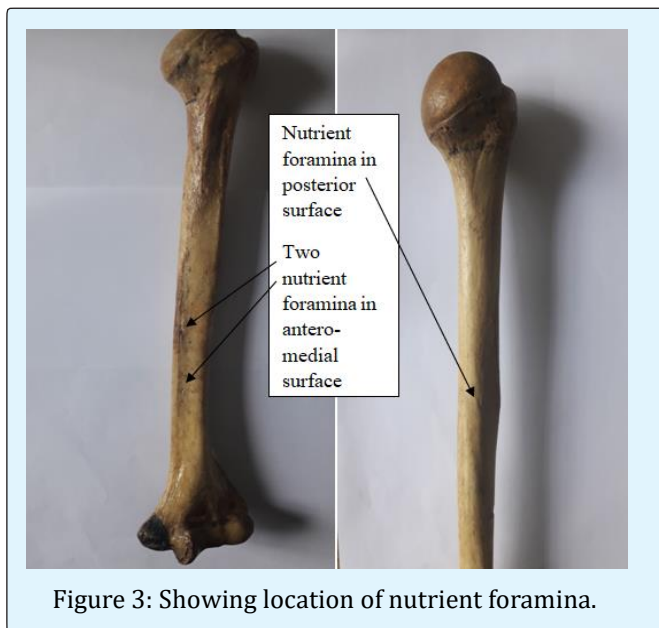 Nutrient
foramina in
posterior
surface
Two
nutrient
foramina in
antero-
medial
surface
Figure 3: Showing location of nutrient foramina.